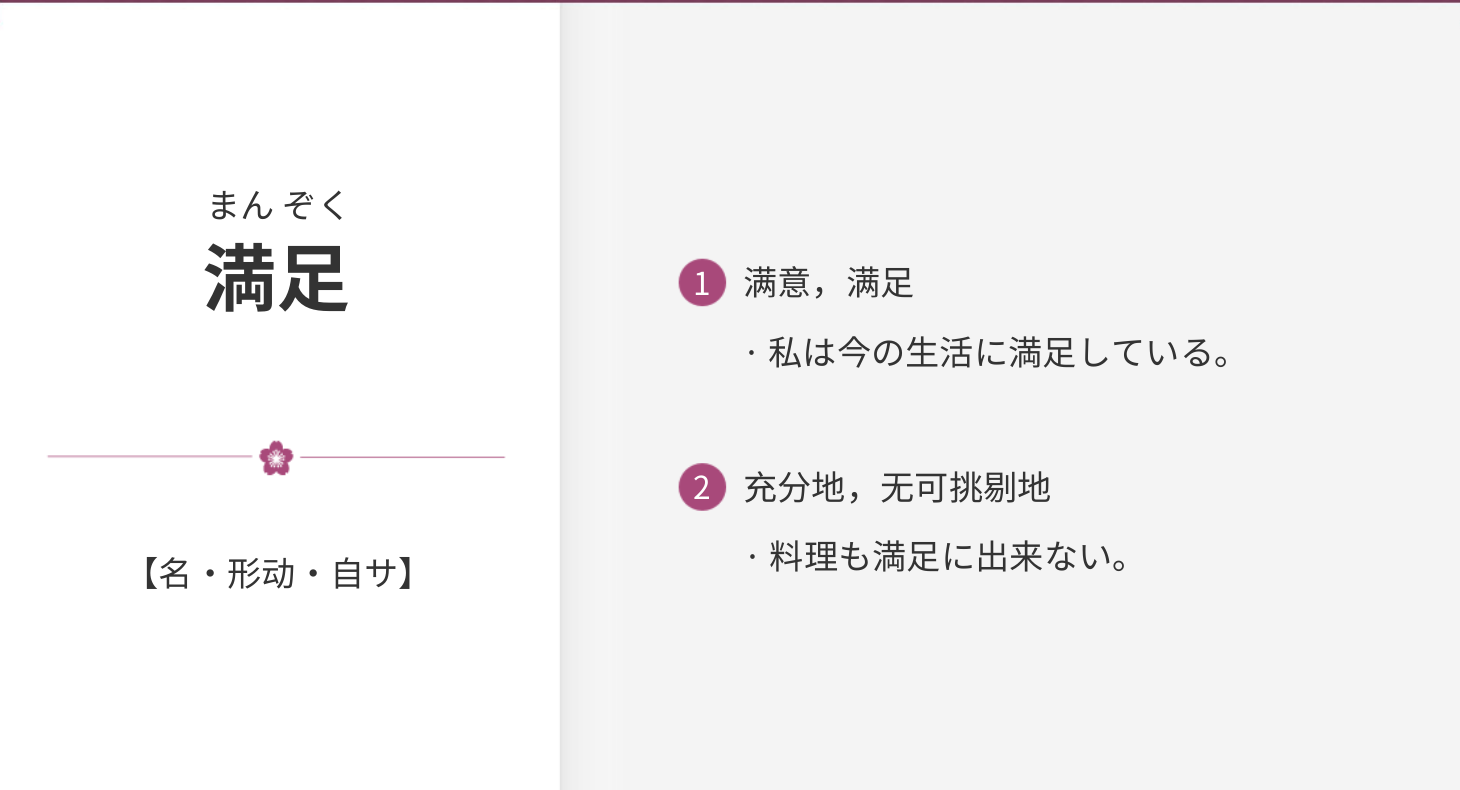 まんぞく
満足
【名・形动・自サ】
1 满意，满足
· 私は今の生活に満足している。
2 充分地，无可挑剔地
· 料理も満足に出来ない。